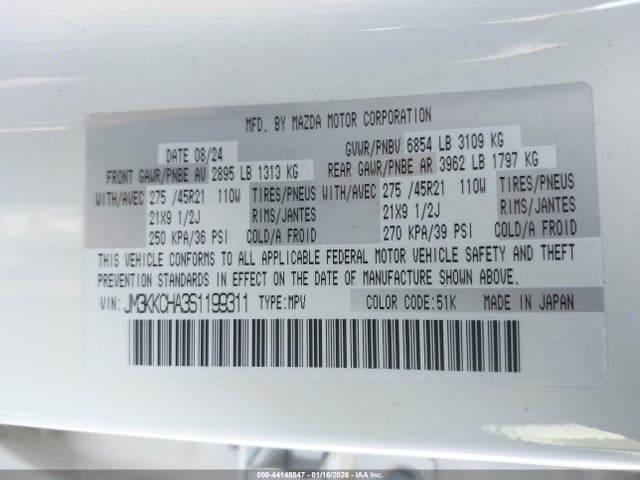 MFD. BY MAZDA MOTOR CORPORATION
DATE 08/24 GVWR/PNBV 6854 LB 3109 KG
FRONT GAWR/PNBE AV 2895 LB 1313 KG REAR GAWR/PNBE AR 3962 LB 1797 KG
WITH/AVEC 275 /45R21 110W TIRES/PNEUS WITH/AVEC 275 /45R21 110W TIRES/PNEUS
21X9 1/2J RIMS/JANTES 21X9 1/2J RIMS/JANTES
250 KPA/36 PSI COLD/A FROID 270 KPA/39 PSI COLD/A FROID
THIS VEHICLE CONFORMS TO ALL APPLICABLE FEDERAL MOTOR VEHICLE SAFETY AND THEFT
PREVENTION STANDARDS IN EFFECT ON THE DATE OF MANUFACTURE SHOWN ABOVE.
VIN: JM3KKCHA3S1199311 TYPE:MPV COLOR CODE:51K MADE IN JAPAN
000-44148547 - 01/16/2026 - IAAI.COM